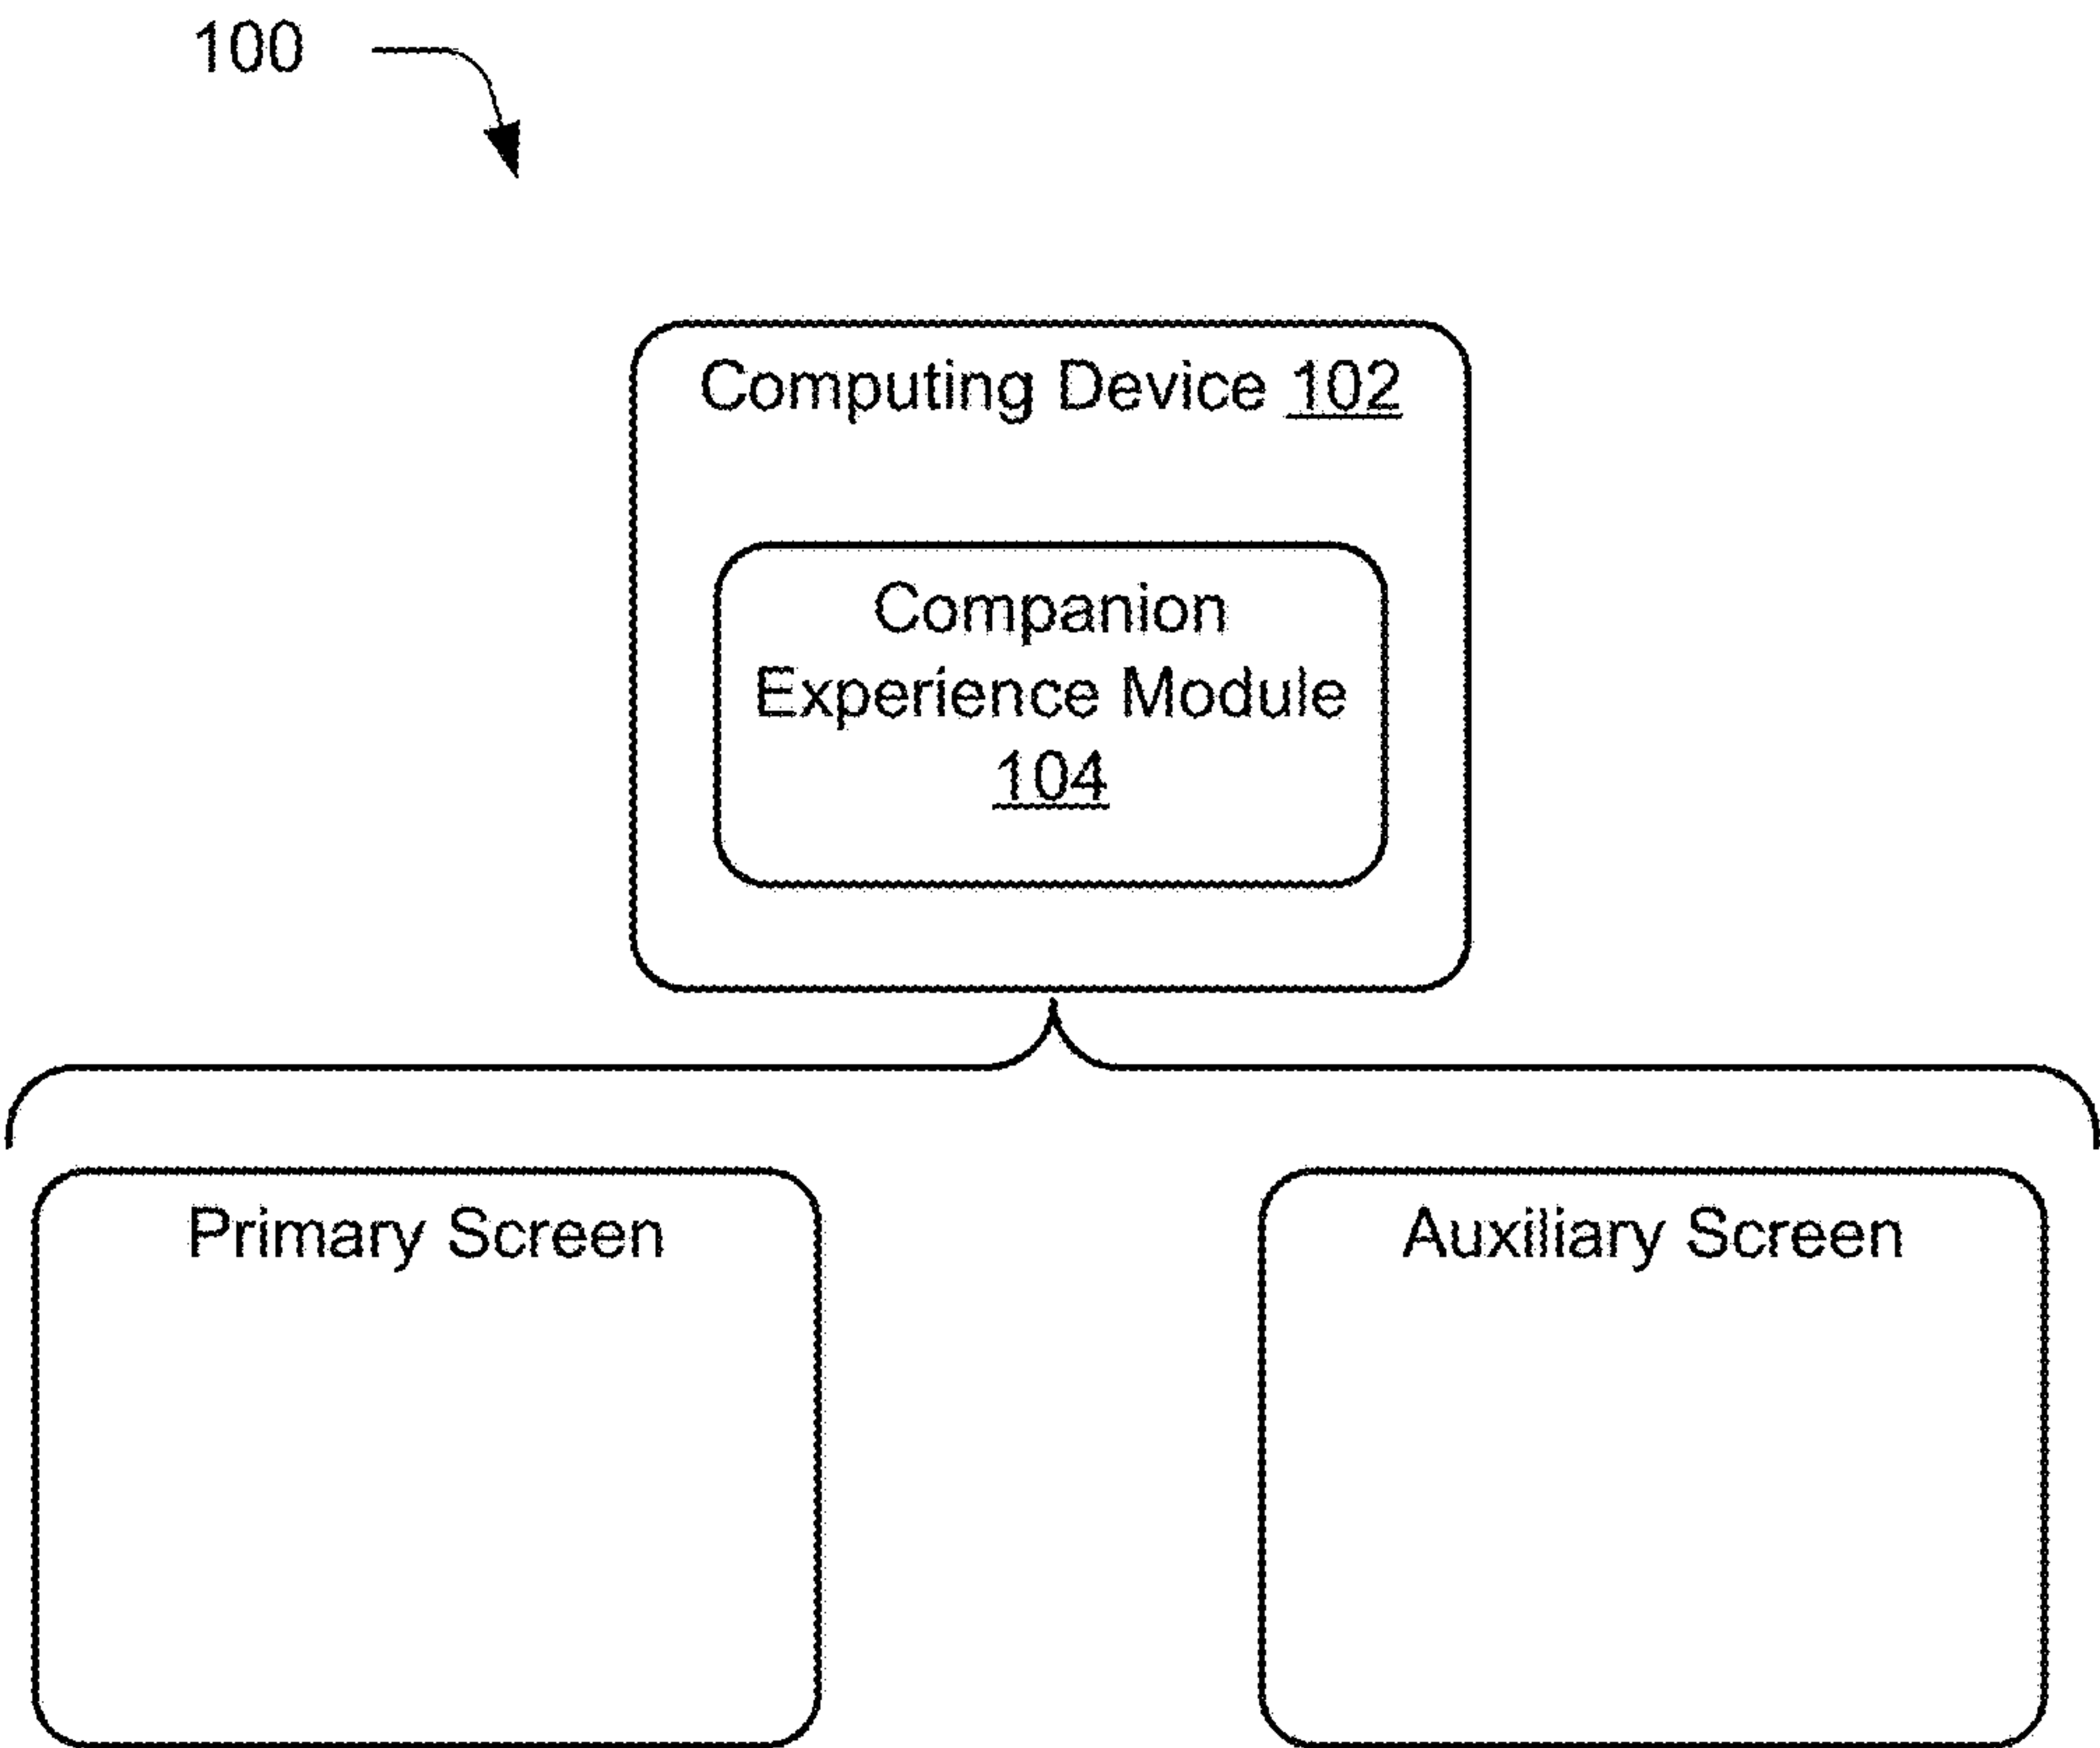 100
Computing Device 102
Companion
Experience Module
104
Primary Screen
Auxiliary Screen